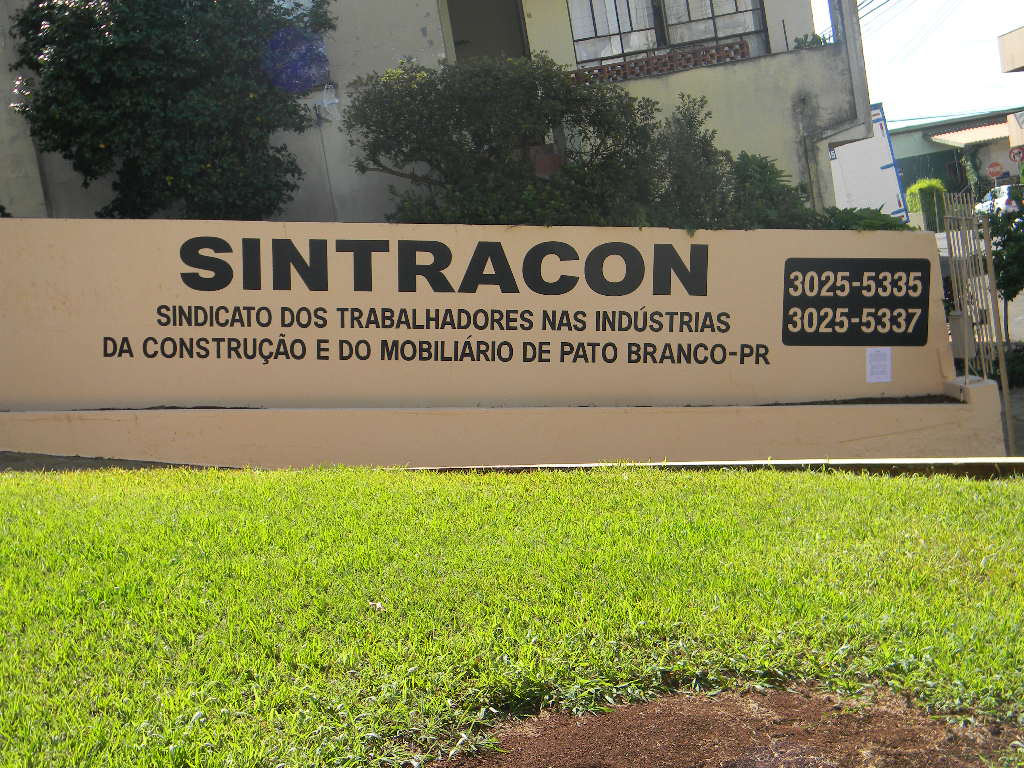 SINTRACON
SINDICATO DOS TRABALHADORES NAS INDÚSTRIAS
DA CONSTRUÇÃO E DO MOBILIÁRIO DE PATO BRANCO-PR
3025-5335
3025-5337